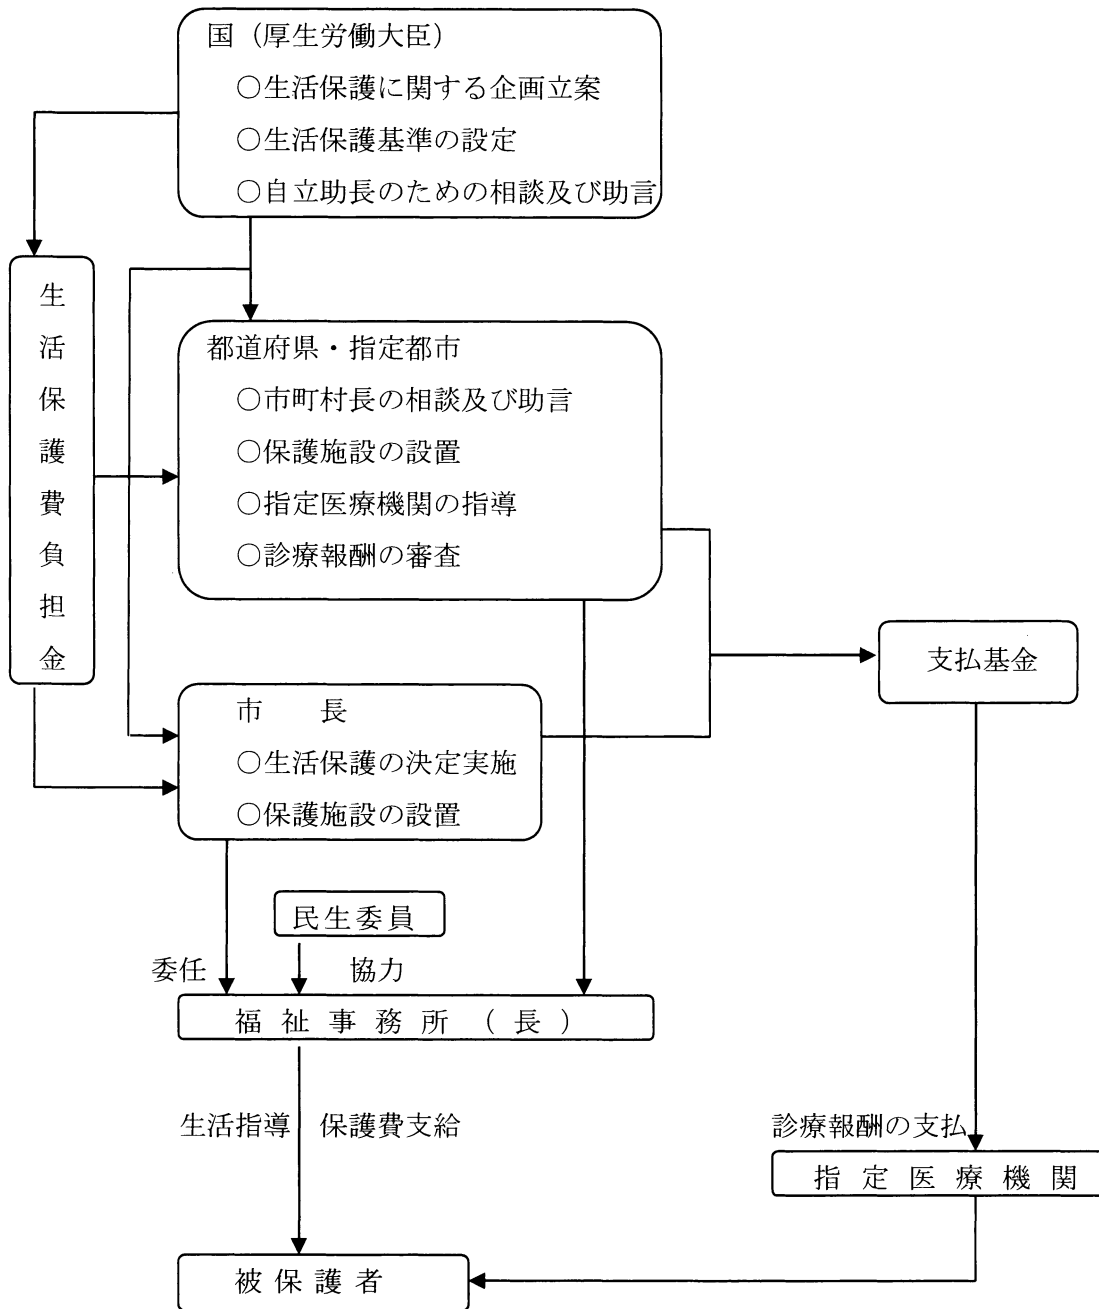 国（厚生労働大臣）
○生活保護に関する企画立案
○生活保護基準の設定
○自立助長のための相談及び助言
生活保護費負担金
都道府県・指定都市
○市町村長の相談及び助言
○保護施設の設置
○指定医療機関の指導
○診療報酬の審査
支払基金
市　　長
○生活保護の決定実施
○保護施設の設置
民生委員
委任
協力
福祉事務所（長）
生活指導
保護費支給
診療報酬の支払
指定医療機関
被保護者